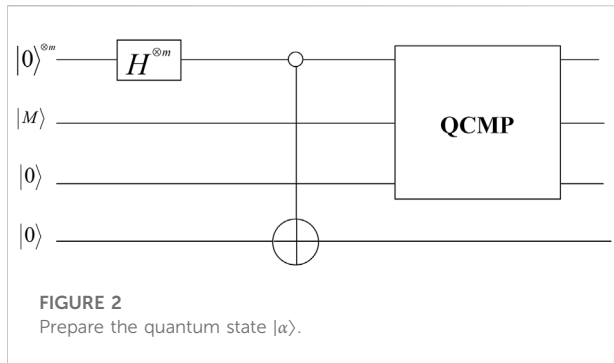 |0⟩^{⊗m}
H^{⊗m}
|M⟩
QCMP
|0⟩
|0⟩
FIGURE 2
Prepare the quantum state |α⟩.